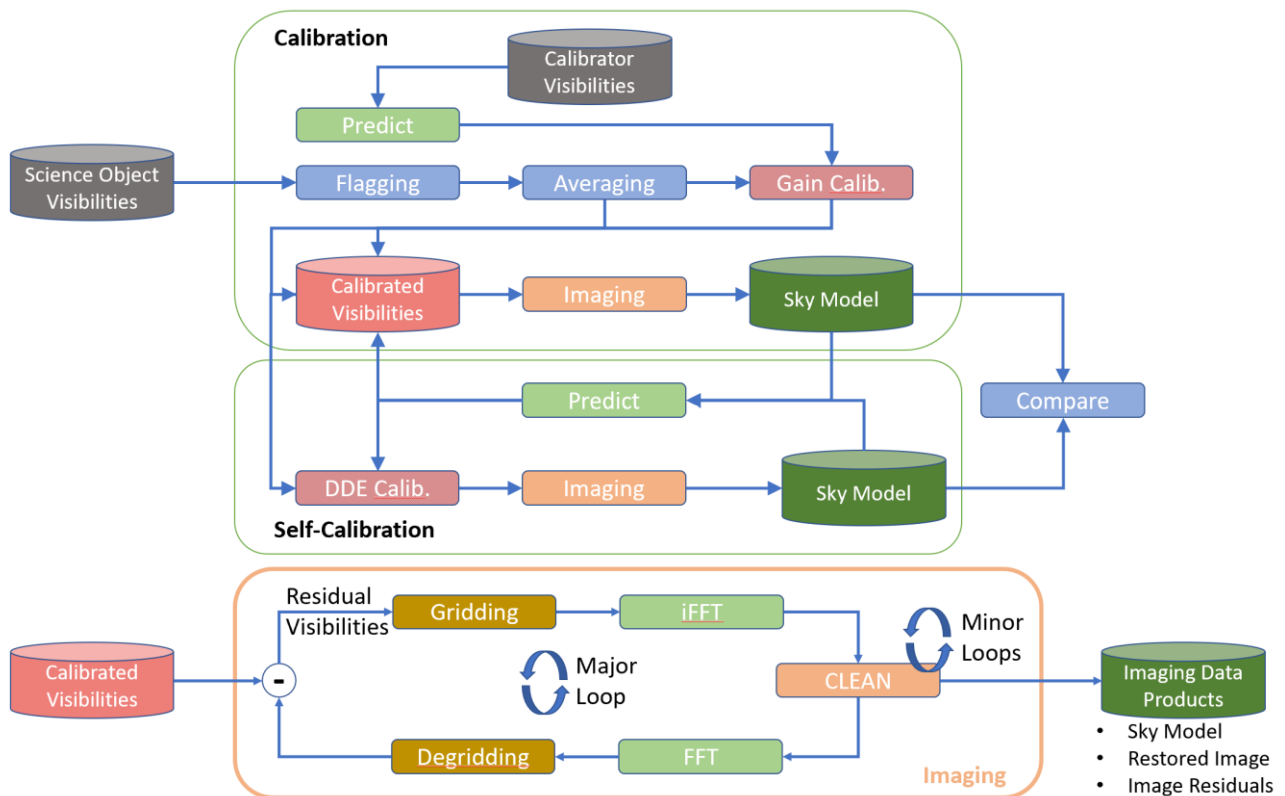 Calibration
Calibrator
Visibilities
Predict
Science Object
Visibilities
Flagging
Averaging
Gain Calib.
Calibrated
Visibilities
Imaging
Sky Model
Predict
Compare
DDE Calib.
Imaging
Sky Model
Self-Calibration
Residual
Visibilities
Gridding
iFFT
Minor
Loops
Calibrated
Visibilities
-
Major
Loop
CLEAN
Imaging Data
Products
Degridding
FFT
Imaging
• Sky Model
• Restored Image
• Image Residuals